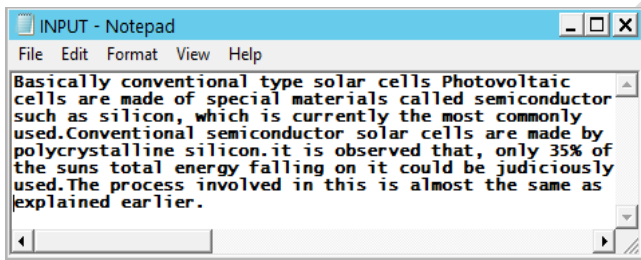 INPUT - Notepad
File Edit Format View Help
Basically conventional type solar cells Photovoltaic
cells are made of special materials called semiconductor
such as silicon, which is currently the most commonly
used.Conventional semiconductor solar cells are made by
polycrystalline silicon.it is observed that, only 35% of
the suns total energy falling on it could be judiciously
used.The process involved in this is almost the same as
explained earlier.